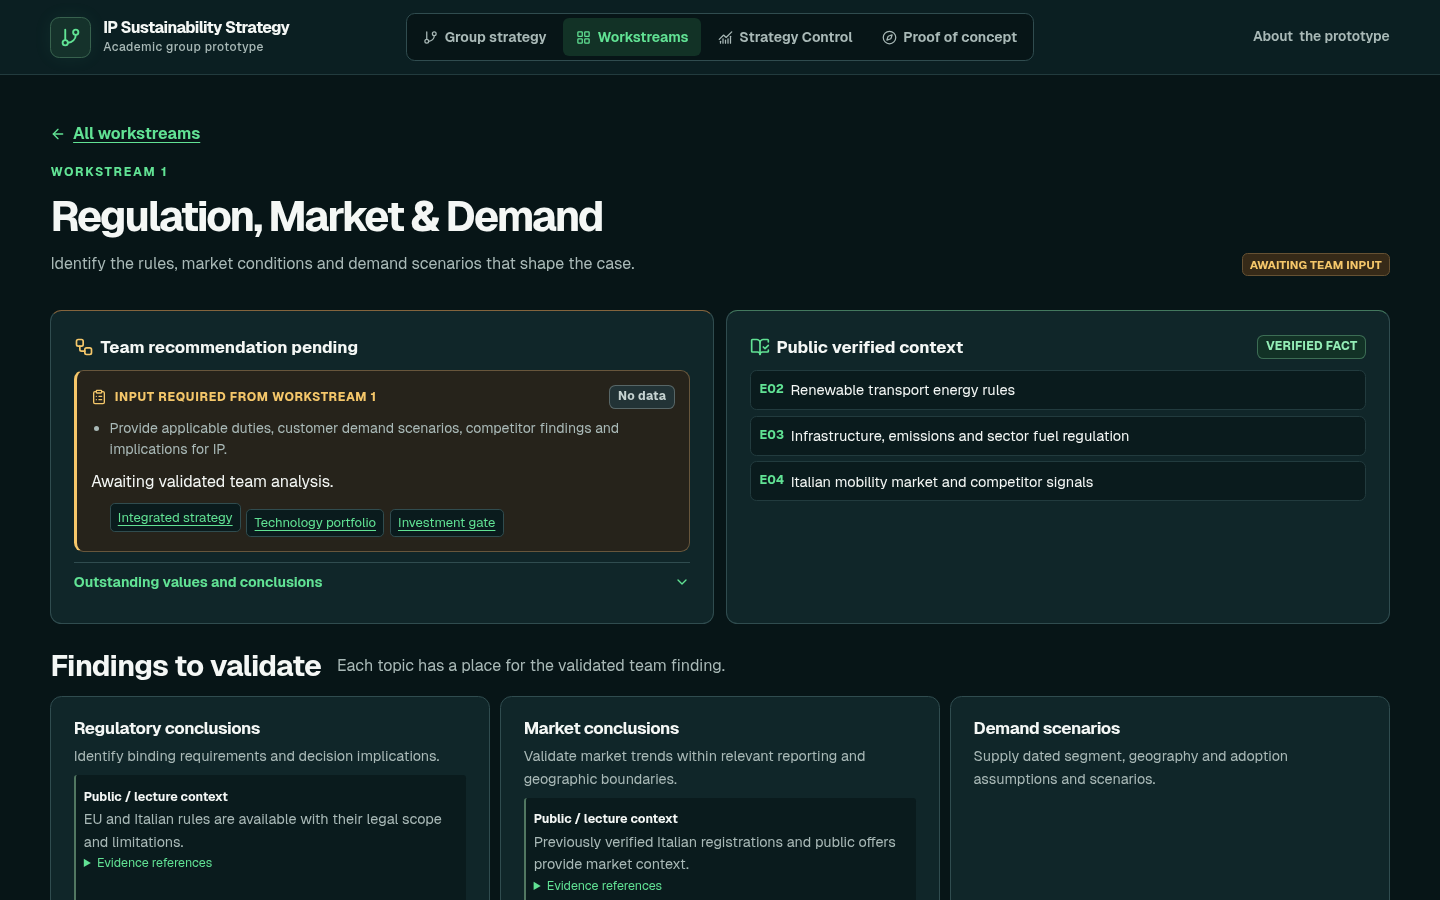 IP Sustainability Strategy
Academic group prototype
Group strategy
Workstreams
Strategy Control
Proof of concept
About the prototype
All workstreams
WORKSTREAM 1
Regulation, Market & Demand
Identify the rules, market conditions and demand scenarios that shape the case.
AWAITING TEAM INPUT
Team recommendation pending
INPUT REQUIRED FROM WORKSTREAM 1
No data
Provide applicable duties, customer demand scenarios, competitor findings and
implications for IP.
Awaiting validated team analysis.
Integrated strategy
Technology portfolio
Investment gate
Outstanding values and conclusions
Public verified context
VERIFIED FACT
E02 Renewable transport energy rules
E03 Infrastructure, emissions and sector fuel regulation
E04 Italian mobility market and competitor signals
Findings to validate
Each topic has a place for the validated team finding.
Regulatory conclusions
Identify binding requirements and decision implications.
Public / lecture context
EU and Italian rules are available with their legal scope
and limitations.
Evidence references
Market conclusions
Validate market trends within relevant reporting and
geographic boundaries.
Public / lecture context
Previously verified Italian registrations and public offers
provide market context.
Evidence references
Demand scenarios
Supply dated segment, geography and adoption
assumptions and scenarios.